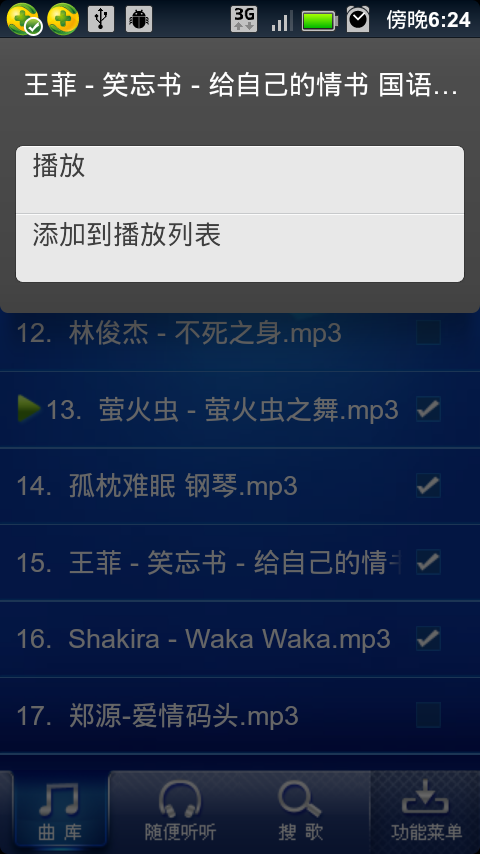 3G 傍晚6:24
王菲 - 笑忘书 - 给自己的情书 国语…
播放
添加到播放列表
12. 林俊杰 - 不死之身.mp3
13. 萤火虫 - 萤火虫之舞.mp3
14. 孤枕难眠 钢琴.mp3
15. 王菲 - 笑忘书 - 给自己的情
16. Shakira - Waka Waka.mp3
17. 郑源-爱情码头.mp3
曲 库 随便听听 搜 歌 功能菜单